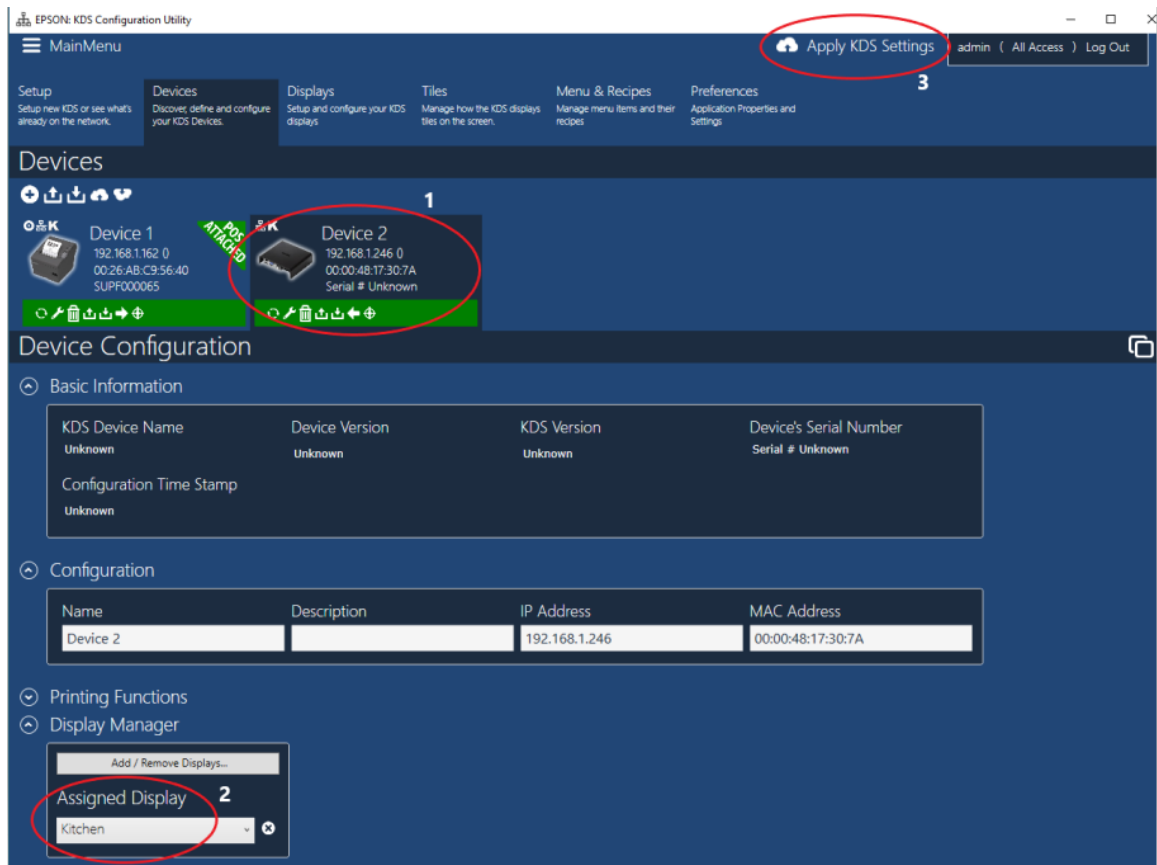 EPSON: KDS Configuration Utility
MainMenu
Apply KDS Settings
admin ( All Access ) Log Out
3
Setup
Setup new KDS or see what's
already on the network.
Devices
Discover, define and configure
your KDS Devices.
Displays
Setup and configure your KDS
displays
Tiles
Manage how the KDS displays
tiles on the screen.
Menu & Recipes
Manage menu items and their
recipes
Preferences
Application Properties and
Settings
Devices
1
K
Device 1
192.168.1.162 ()
00:26:AB:C9:56:40
SUPF000065
POS
ATTACHED
K
Device 2
192.168.1.246 ()
00:00:48:17:30:7A
Serial # Unknown
Device Configuration
Basic Information
KDS Device Name
Unknown
Device Version
Unknown
KDS Version
Unknown
Device's Serial Number
Serial # Unknown
Configuration Time Stamp
Unknown
Configuration
Name
Device 2
Description
IP Address
192.168.1.246
MAC Address
00:00:48:17:30:7A
Printing Functions
Display Manager
Add / Remove Displays...
Assigned Display
2
Kitchen